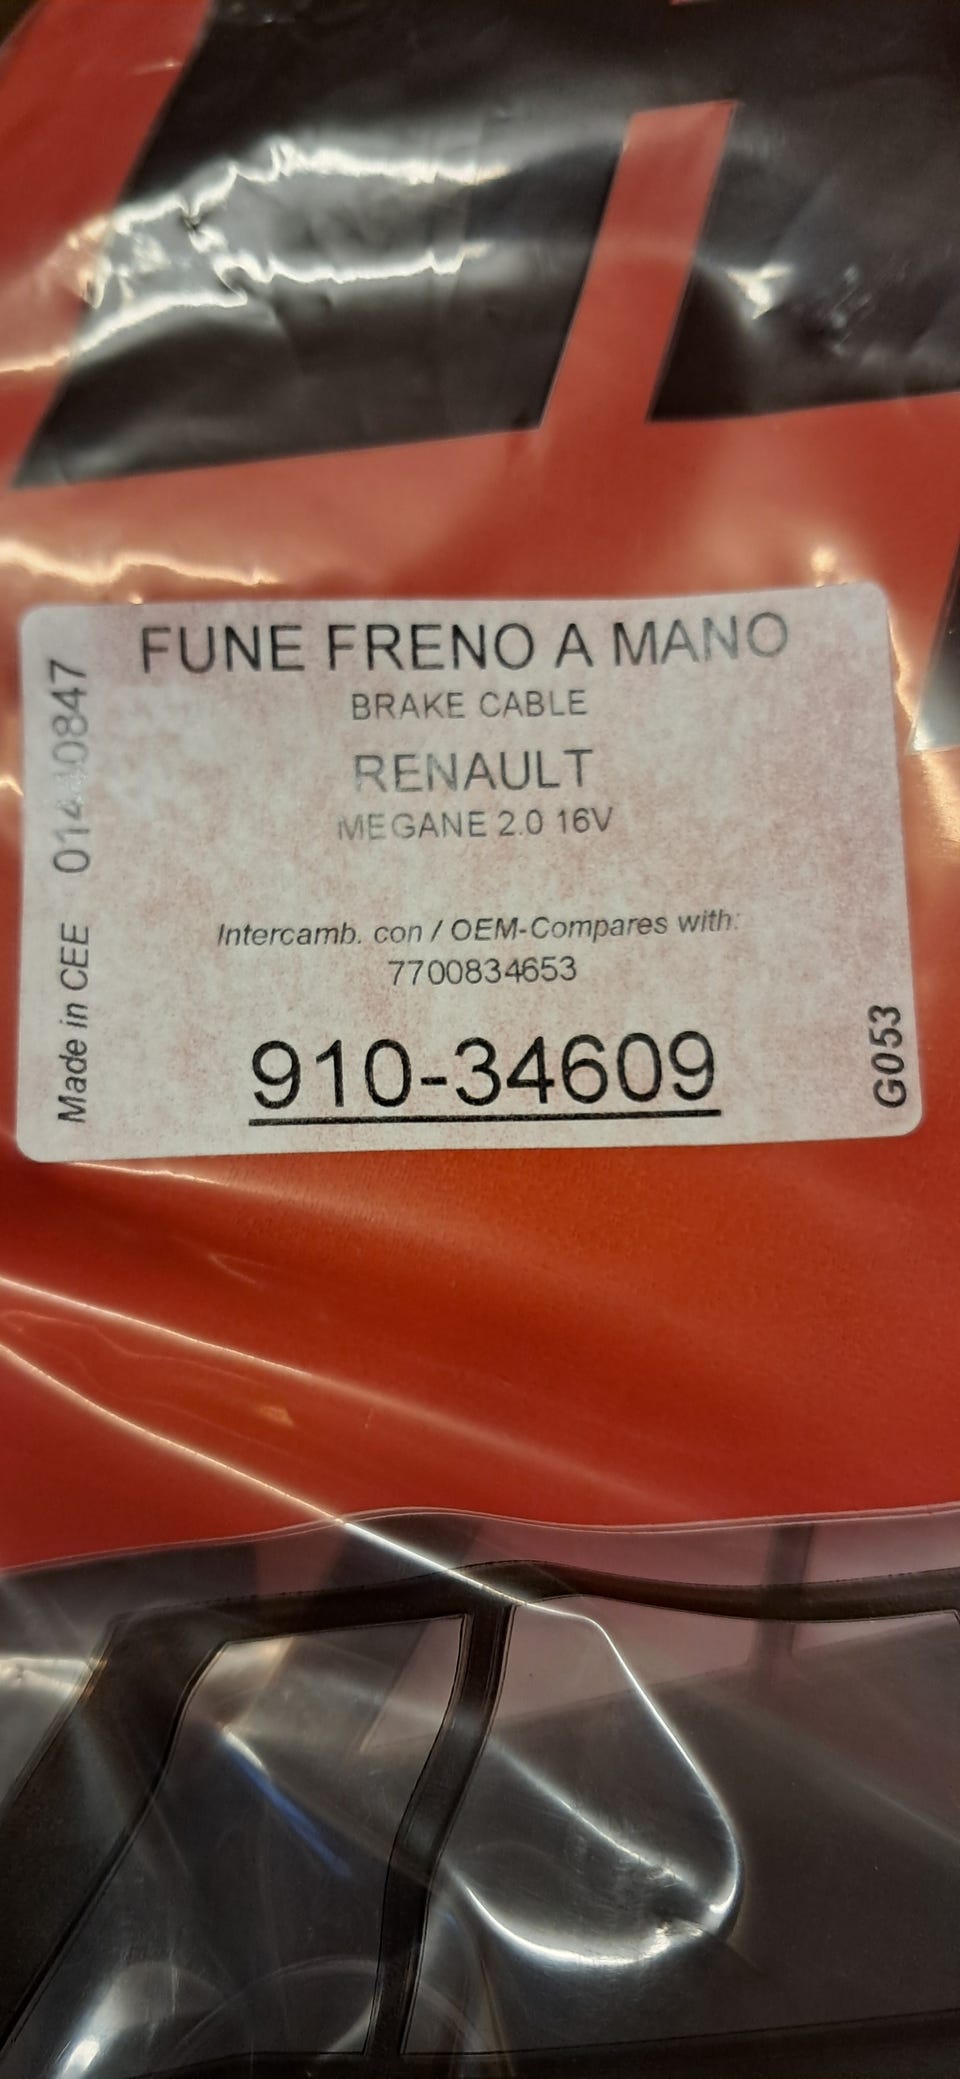 FUNE FRENO A MANO
BRAKE CABLE
RENAULT
MEGANE 2.0 16V
Intercamb. con / OEM-Compares with:
7700834653
910-34609
Made in CEE
G053